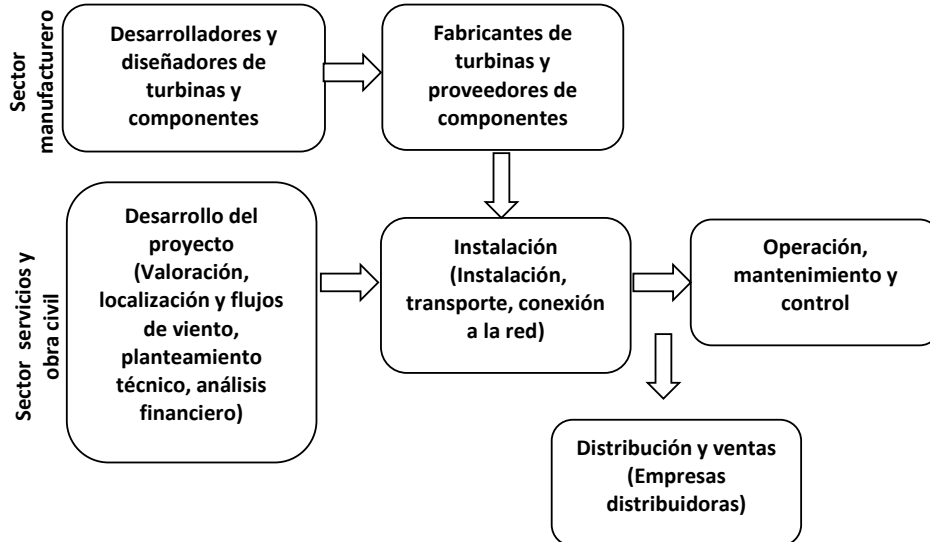 Sector
manufacturero
Desarrolladores y
diseñadores de
turbinas y
componentes
Fabricantes de
turbinas y
proveedores de
componentes
Sector servicios y
obra civil
Desarrollo del
proyecto
(Valoración,
localización y flujos
de viento,
planteamiento
técnico, análisis
financiero)
Instalación
(Instalación,
transporte, conexión
a la red)
Operación,
mantenimiento y
control
Distribución y ventas
(Empresas
distribuidoras)